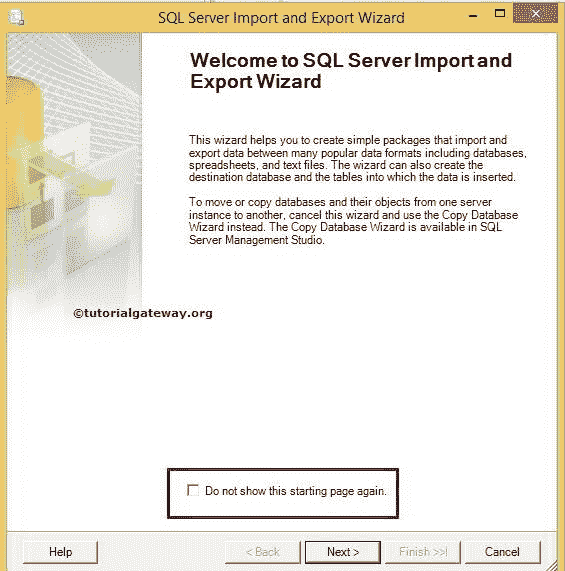 SQL Server Import and Export Wizard
Welcome to SQL Server Import and
Export Wizard
This wizard helps you to create simple packages that import and
export data between many popular data formats including databases,
spreadsheets, and text files. The wizard can also create the
destination database and the tables into which the data is inserted.
To move or copy databases and their objects from one server
instance to another, cancel this wizard and use the Copy Database
Wizard instead. The Copy Database Wizard is available in SQL
Server Management Studio.
©tutorialgateway.org
Do not show this starting page again.
Help
< Back
Next >
Finish >>|
Cancel